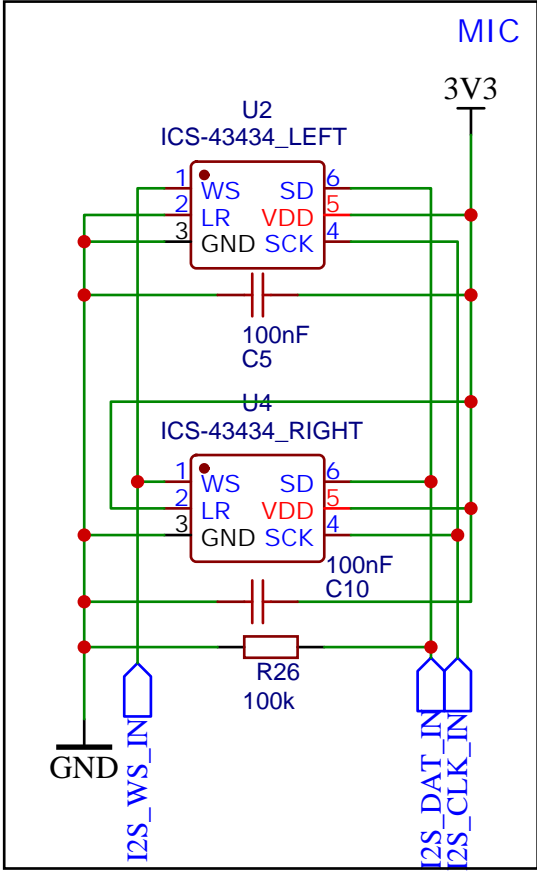 MIC
3V3
U2
ICS-43434_LEFT
1 WS SD 6
2 LR VDD 5
3 GND SCK 4
100nF
C5
U4
ICS-43434_RIGHT
1 WS SD 6
2 LR VDD 5
3 GND SCK 4
100nF
C10
R26
100k
GND
I2S_WS_IN
I2S_DAT_IN
I2S_CLK_IN